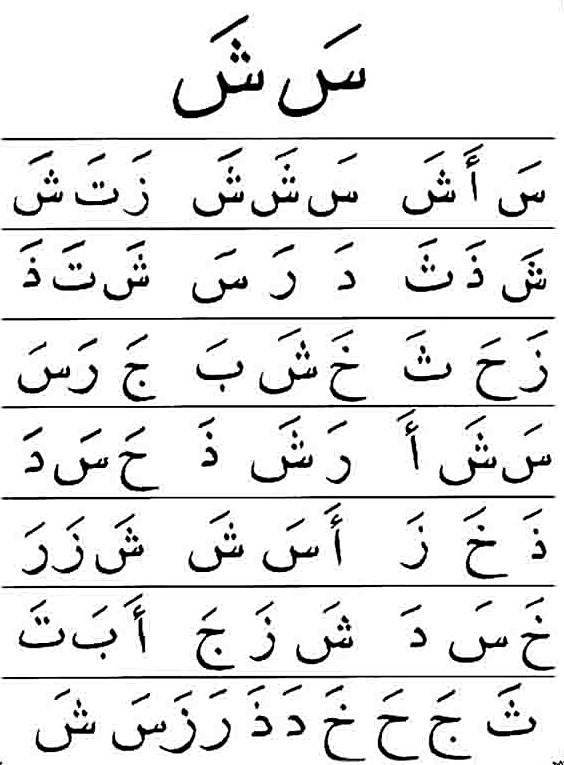 سَ شَ
سَ أَ شَ سَ شَ شَ زَ تَ شَ
شَ ذَ ثَ دَ رَ سَ شَ تَ ذَ
زَ حَ ثَ خَ شَ بَ جَ رَ سَ
سَ شَ أَ رَ شَ ذَ حَ سَ دَ
ذَ خَ زَ أَ سَ شَ شَ زَ رَ
خَ سَ دَ شَ زَ جَ أَ بَ تَ
ثَ جَ حَ خَ دَ ذَ رَ زَ سَ شَ